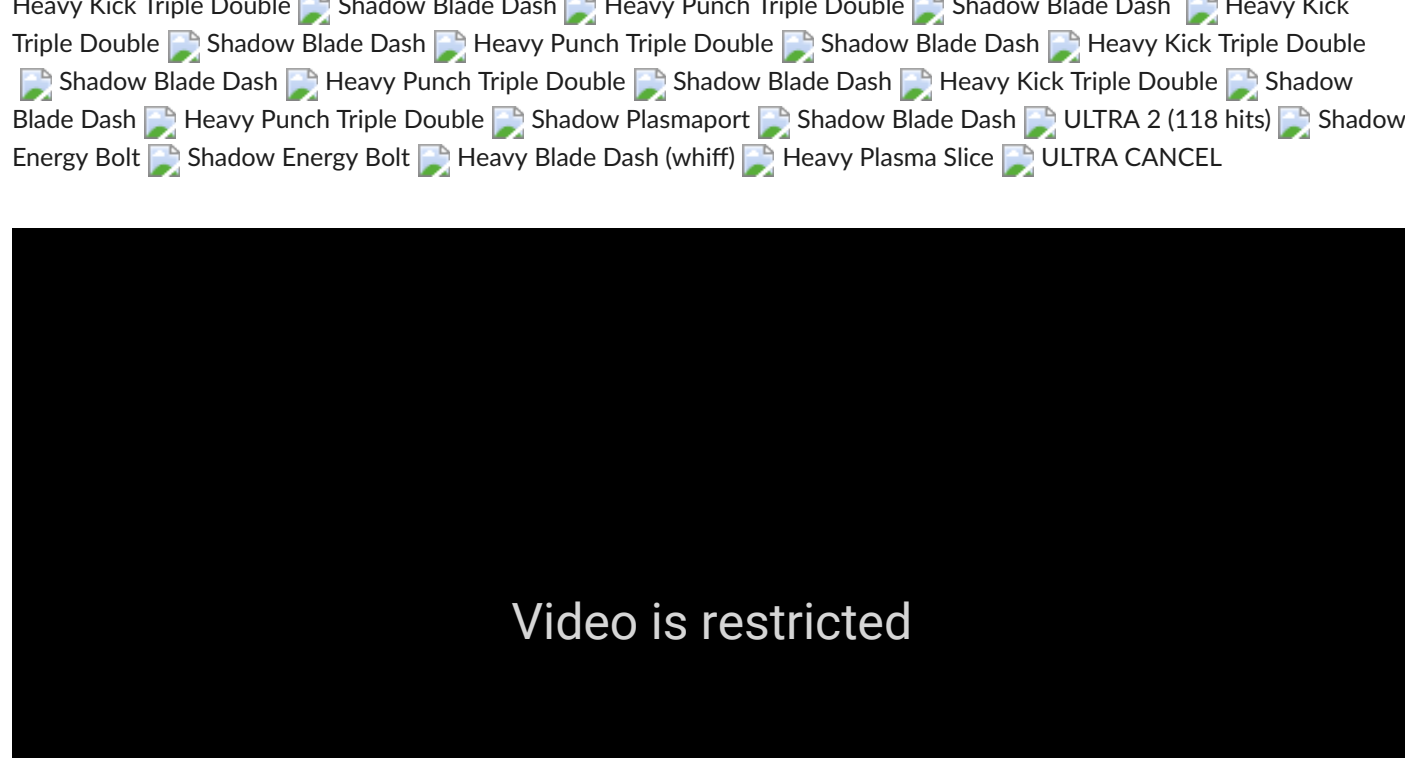 Heavy Kick Triple Double Shadow Blade Dash Heavy Punch Triple Double Shadow Blade Dash Heavy Kick
Triple Double Shadow Blade Dash Heavy Punch Triple Double Shadow Blade Dash Heavy Kick Triple Double
Shadow Blade Dash Heavy Punch Triple Double Shadow Blade Dash Heavy Kick Triple Double Shadow
Blade Dash Heavy Punch Triple Double Shadow Plasmaport Shadow Blade Dash ULTRA 2 (118 hits) Shadow
Energy Bolt Shadow Energy Bolt Heavy Blade Dash (whiff) Heavy Plasma Slice ULTRA CANCEL
Video is restricted